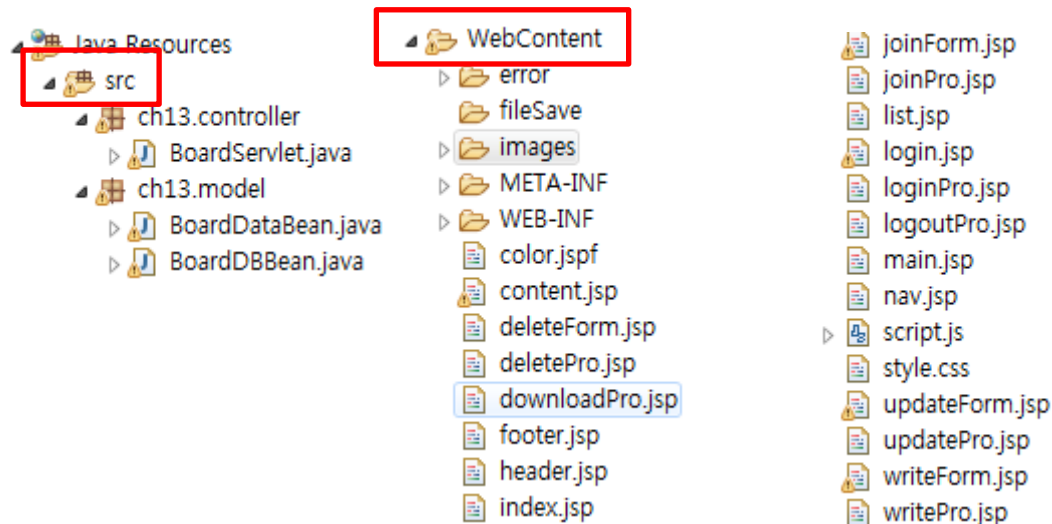 Java Resources
src
ch13.controller
BoardServlet.java
ch13.model
BoardDataBean.java
BoardDBBean.java
WebContent
error
fileSave
images
META-INF
WEB-INF
color.jspf
content.jsp
deleteForm.jsp
deletePro.jsp
downloadPro.jsp
footer.jsp
header.jsp
index.jsp
joinForm.jsp
joinPro.jsp
list.jsp
login.jsp
loginPro.jsp
logoutPro.jsp
main.jsp
nav.jsp
script.js
style.css
updateForm.jsp
updatePro.jsp
writeForm.jsp
writePro.jsp